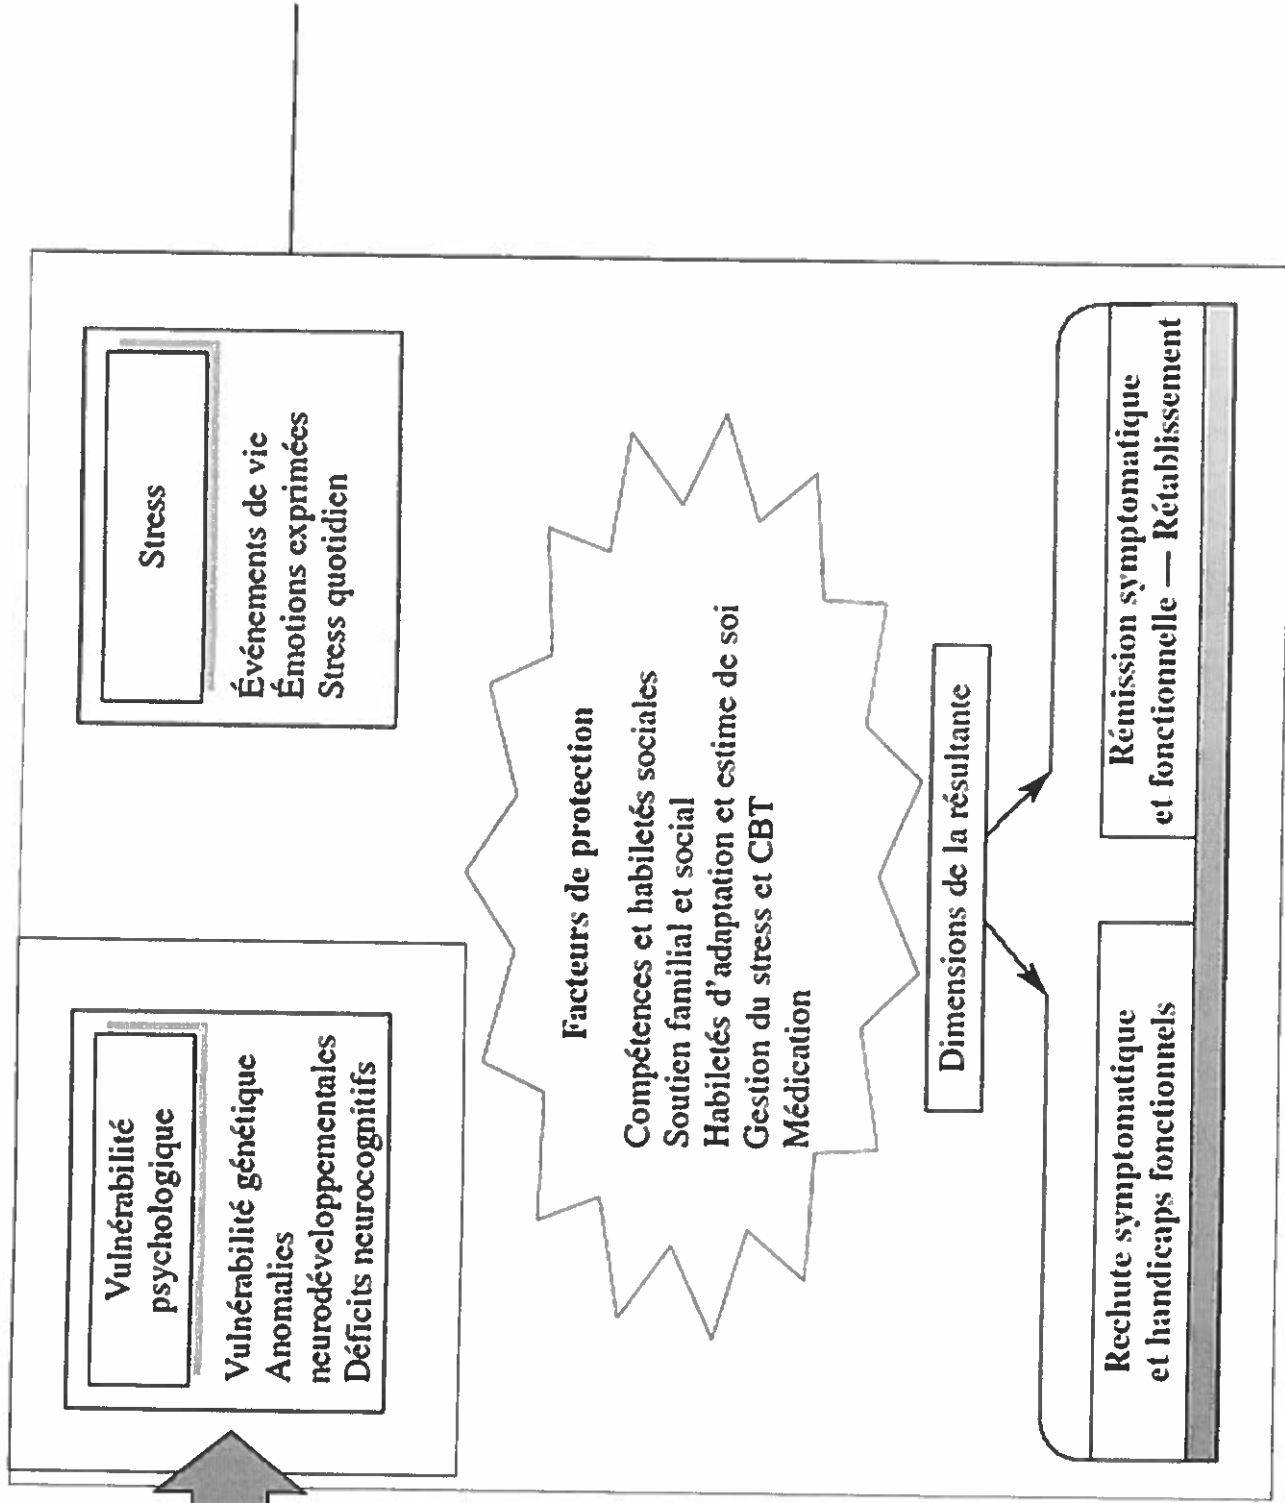 Vulnérabilité
psychologique
Vulnérabilité génétique
Anomalies
neurodéveloppementales
Déficits neurocognitifs
Stress
Événements de vie
Émotions exprimées
Stress quotidien
Facteurs de protection
Compétences et habiletés sociales
Soutien familial et social
Habiletés d'adaptation et estime de soi
Gestion du stress et CBT
Médication
Dimensions de la résultante
Rechute symptomatique
et handicaps fonctionnels
Rémission symptomatique
et fonctionnelle — Rétablissement